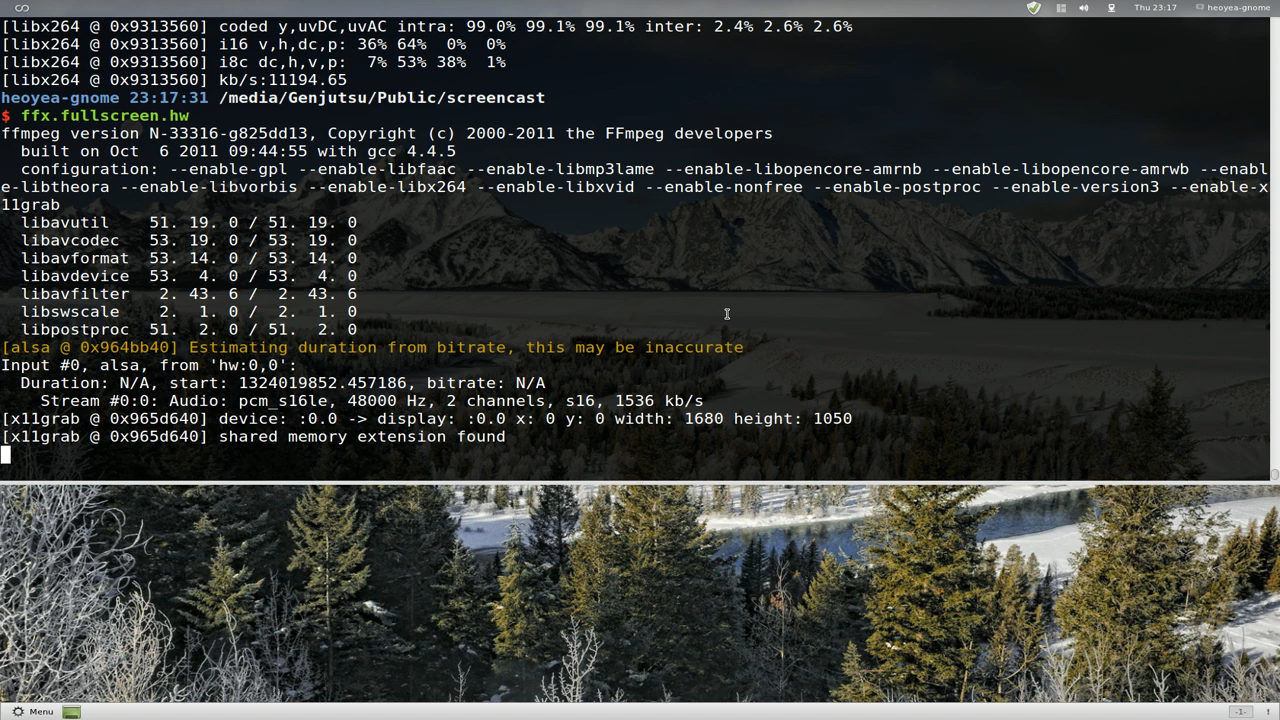 Thu 23:17 heoyea-gnome
[libx264 @ 0x9313560] coded y,uvDC,uvAC intra: 99.0% 99.1% 99.1% inter: 2.4% 2.6% 2.6%
[libx264 @ 0x9313560] i16 v,h,dc,p: 36% 64%  0%  0%
[libx264 @ 0x9313560] i8c dc,h,v,p:  7% 53% 38%  1%
[libx264 @ 0x9313560] kb/s:11194.65
heoyea-gnome 23:17:31 /media/Genjutsu/Public/screencast
$ ffx.fullscreen.hw
ffmpeg version N-33316-g825dd13, Copyright (c) 2000-2011 the FFmpeg developers
  built on Oct  6 2011 09:44:55 with gcc 4.4.5
  configuration: --enable-gpl --enable-libfaac --enable-libmp3lame --enable-libopencore-amrnb --enable-libopencore-amrwb --enabl
e-libtheora --enable-libvorbis --enable-libx264 --enable-libxvid --enable-nonfree --enable-postproc --enable-version3 --enable-x
11grab
  libavutil    51. 19. 0 / 51. 19. 0
  libavcodec   53. 19. 0 / 53. 19. 0
  libavformat  53. 14. 0 / 53. 14. 0
  libavdevice  53.  4. 0 / 53.  4. 0
  libavfilter   2. 43. 6 /  2. 43. 6
  libswscale    2.  1. 0 /  2.  1. 0
  libpostproc  51.  2. 0 / 51.  2. 0
[alsa @ 0x964bb40] Estimating duration from bitrate, this may be inaccurate
Input #0, alsa, from 'hw:0,0':
  Duration: N/A, start: 1324019852.457186, bitrate: N/A
    Stream #0:0: Audio: pcm_s16le, 48000 Hz, 2 channels, s16, 1536 kb/s
[x11grab @ 0x965d640] device: :0.0 -> display: :0.0 x: 0 y: 0 width: 1680 height: 1050
[x11grab @ 0x965d640] shared memory extension found
Menu -1-